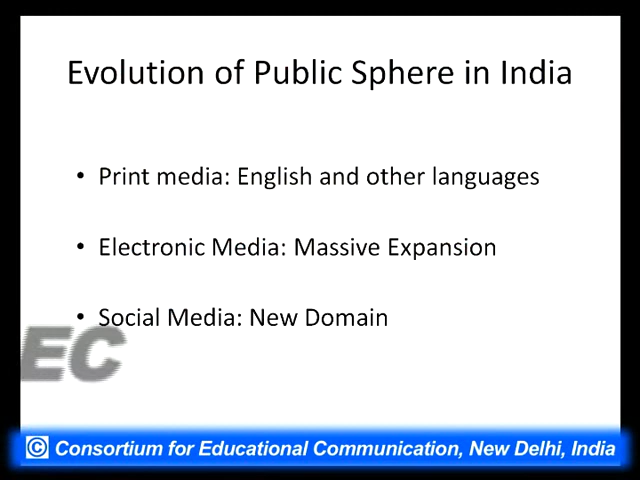 Evolution of Public Sphere in India
• Print media: English and other languages
• Electronic Media: Massive Expansion
• Social Media: New Domain
EC
© Consortium for Educational Communication, New Delhi, India